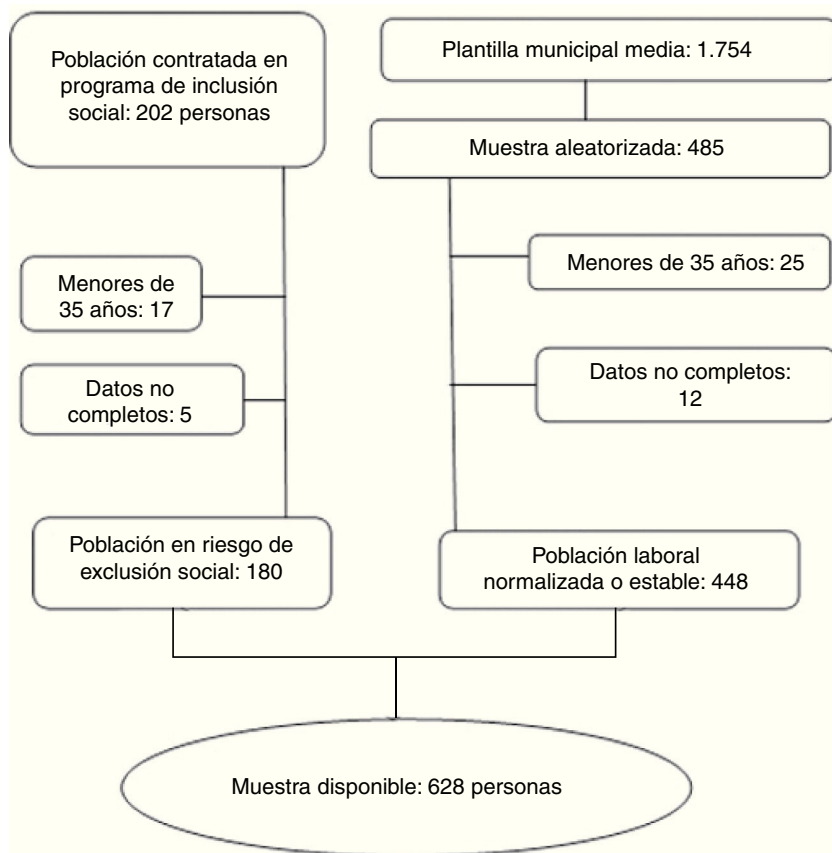 Población contratada en
programa de inclusión
social: 202 personas
Plantilla municipal media: 1.754
Muestra aleatorizada: 485
Menores de
35 años: 17
Menores de 35 años: 25
Datos no
completos: 5
Datos no completos:
12
Población en riesgo de
exclusión social: 180
Población laboral
normalizada o estable: 448
Muestra disponible: 628 personas